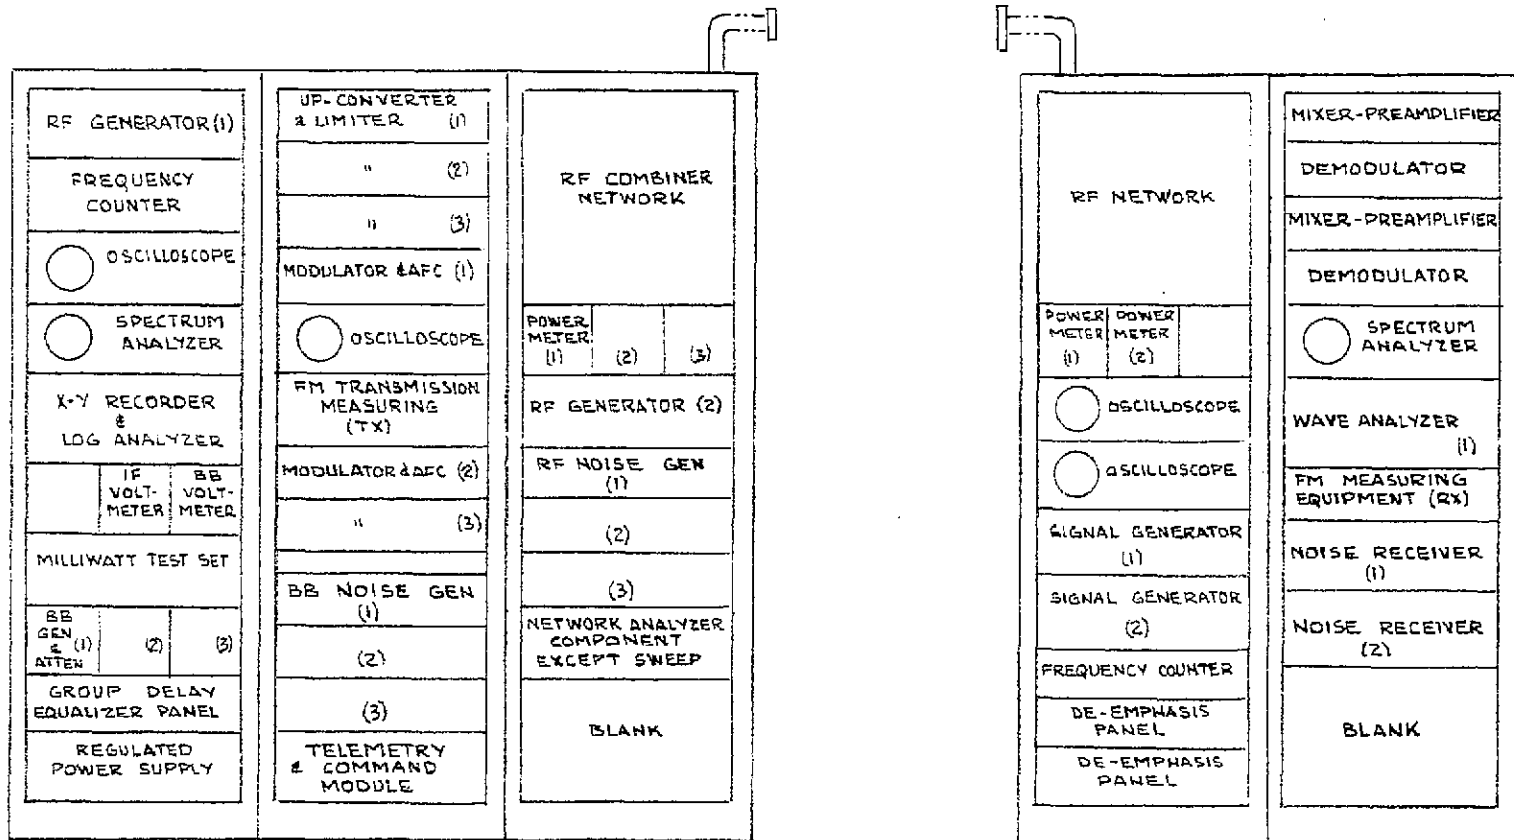 RF GENERATOR (1)
FREQUENCY
COUNTER
OSCILLOSCOPE
SPECTRUM
ANALYZER
X-Y RECORDER
&
LOG ANALYZER
IF
VOLT-
METER
BB
VOLT-
METER
MILLIWATT TEST SET
BB
GEN (1)
&
ATTEN
(2)
(3)
GROUP DELAY
EQUALIZER PANEL
REGULATED
POWER SUPPLY
UP-CONVERTER
& LIMITER (1)
" (2)
" (3)
MODULATOR & AFC (1)
OSCILLOSCOPE
FM TRANSMISSION
MEASURING
(TX)
MODULATOR & AFC (2)
" (3)
BB NOISE GEN
(1)
(2)
(3)
TELEMETRY
& COMMAND
MODULE
RF COMBINER
NETWORK
POWER
METER
(1)
(2)
(3)
RF GENERATOR (2)
RF NOISE GEN
(1)
(2)
(3)
NETWORK ANALYZER
COMPONENT
EXCEPT SWEEP
BLANK
RF NETWORK
POWER
METER
(1)
POWER
METER
(2)
OSCILLOSCOPE
OSCILLOSCOPE
SIGNAL GENERATOR
(1)
SIGNAL GENERATOR
(2)
FREQUENCY COUNTER
DE-EMPHASIS
PANEL
DE-EMPHASIS
PANEL
MIXER-PREAMPLIFIER
DEMODULATOR
MIXER-PREAMPLIFIER
DEMODULATOR
SPECTRUM
ANALYZER
WAVE ANALYZER
(1)
FM MEASURING
EQUIPMENT (RX)
NOISE RECEIVER
(1)
NOISE RECEIVER
(2)
BLANK